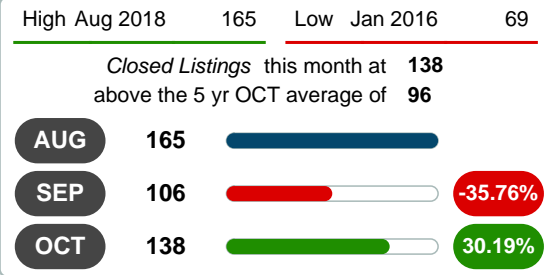 High Aug 2018 165 Low Jan 2016 69
Closed Listings this month at 138
above the 5 yr OCT average of 96
AUG 165
SEP 106 -35.76%
OCT 138 30.19%